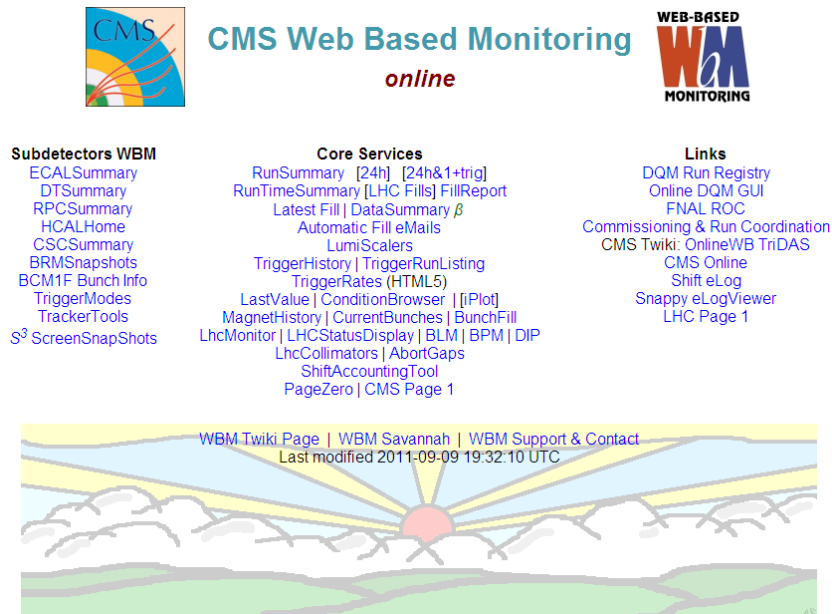 CMS
CMS Web Based Monitoring
online
WEB-BASED
WbM
MONITORING
Subdetectors WBM
ECALSummary
DTSummary
RPCSummary
HCALHome
CSCSummary
BRMSnapshots
BCM1F Bunch Info
TriggerModes
TrackerTools
S³ ScreenSnapShots
Core Services
RunSummary [24h] [24h&1+trig]
RunTimeSummary [LHC Fills] FillReport
Latest Fill | DataSummary β
Automatic Fill eMails
LumiScalers
TriggerHistory | TriggerRunListing
TriggerRates (HTML5)
LastValue | ConditionBrowser | [iPlot]
MagnetHistory | CurrentBunches | BunchFill
LhcMonitor | LHCStatusDisplay | BLM | BPM | DIP
LhcCollimators | AbortGaps
ShiftAccountingTool
PageZero | CMS Page 1
Links
DQM Run Registry
Online DQM GUI
FNAL ROC
Commissioning & Run Coordination
CMS Twiki: OnlineWB TriDAS
CMS Online
Shift eLog
Snappy eLogViewer
LHC Page 1
WBM Twiki Page | WBM Savannah | WBM Support & Contact
Last modified 2011-09-09 19:32:10 UTC